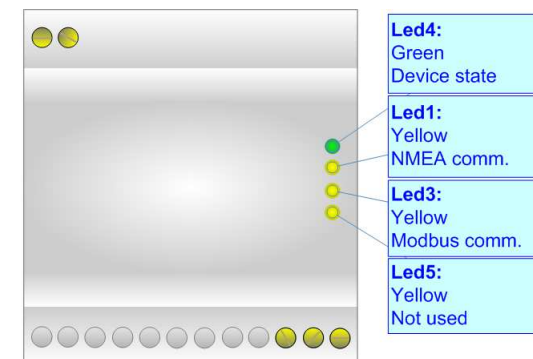 Led4:
Green
Device state
Led1:
Yellow
NMEA comm.
Led3:
Yellow
Modbus comm.
Led5:
Yellow
Not used